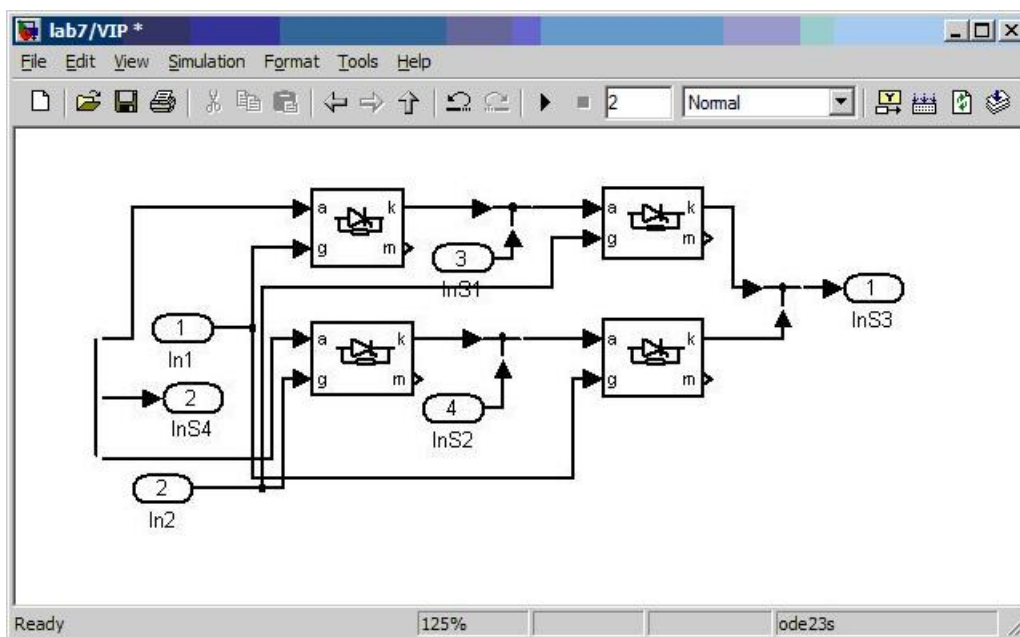 lab7/VIP *
File Edit View Simulation Format Tools Help
2 Normal
a k
g m
a k
g m
3
InS1
1
InS3
1
In1
a k
g m
a k
g m
2
InS4
4
InS2
2
In2
Ready 125% ode23s